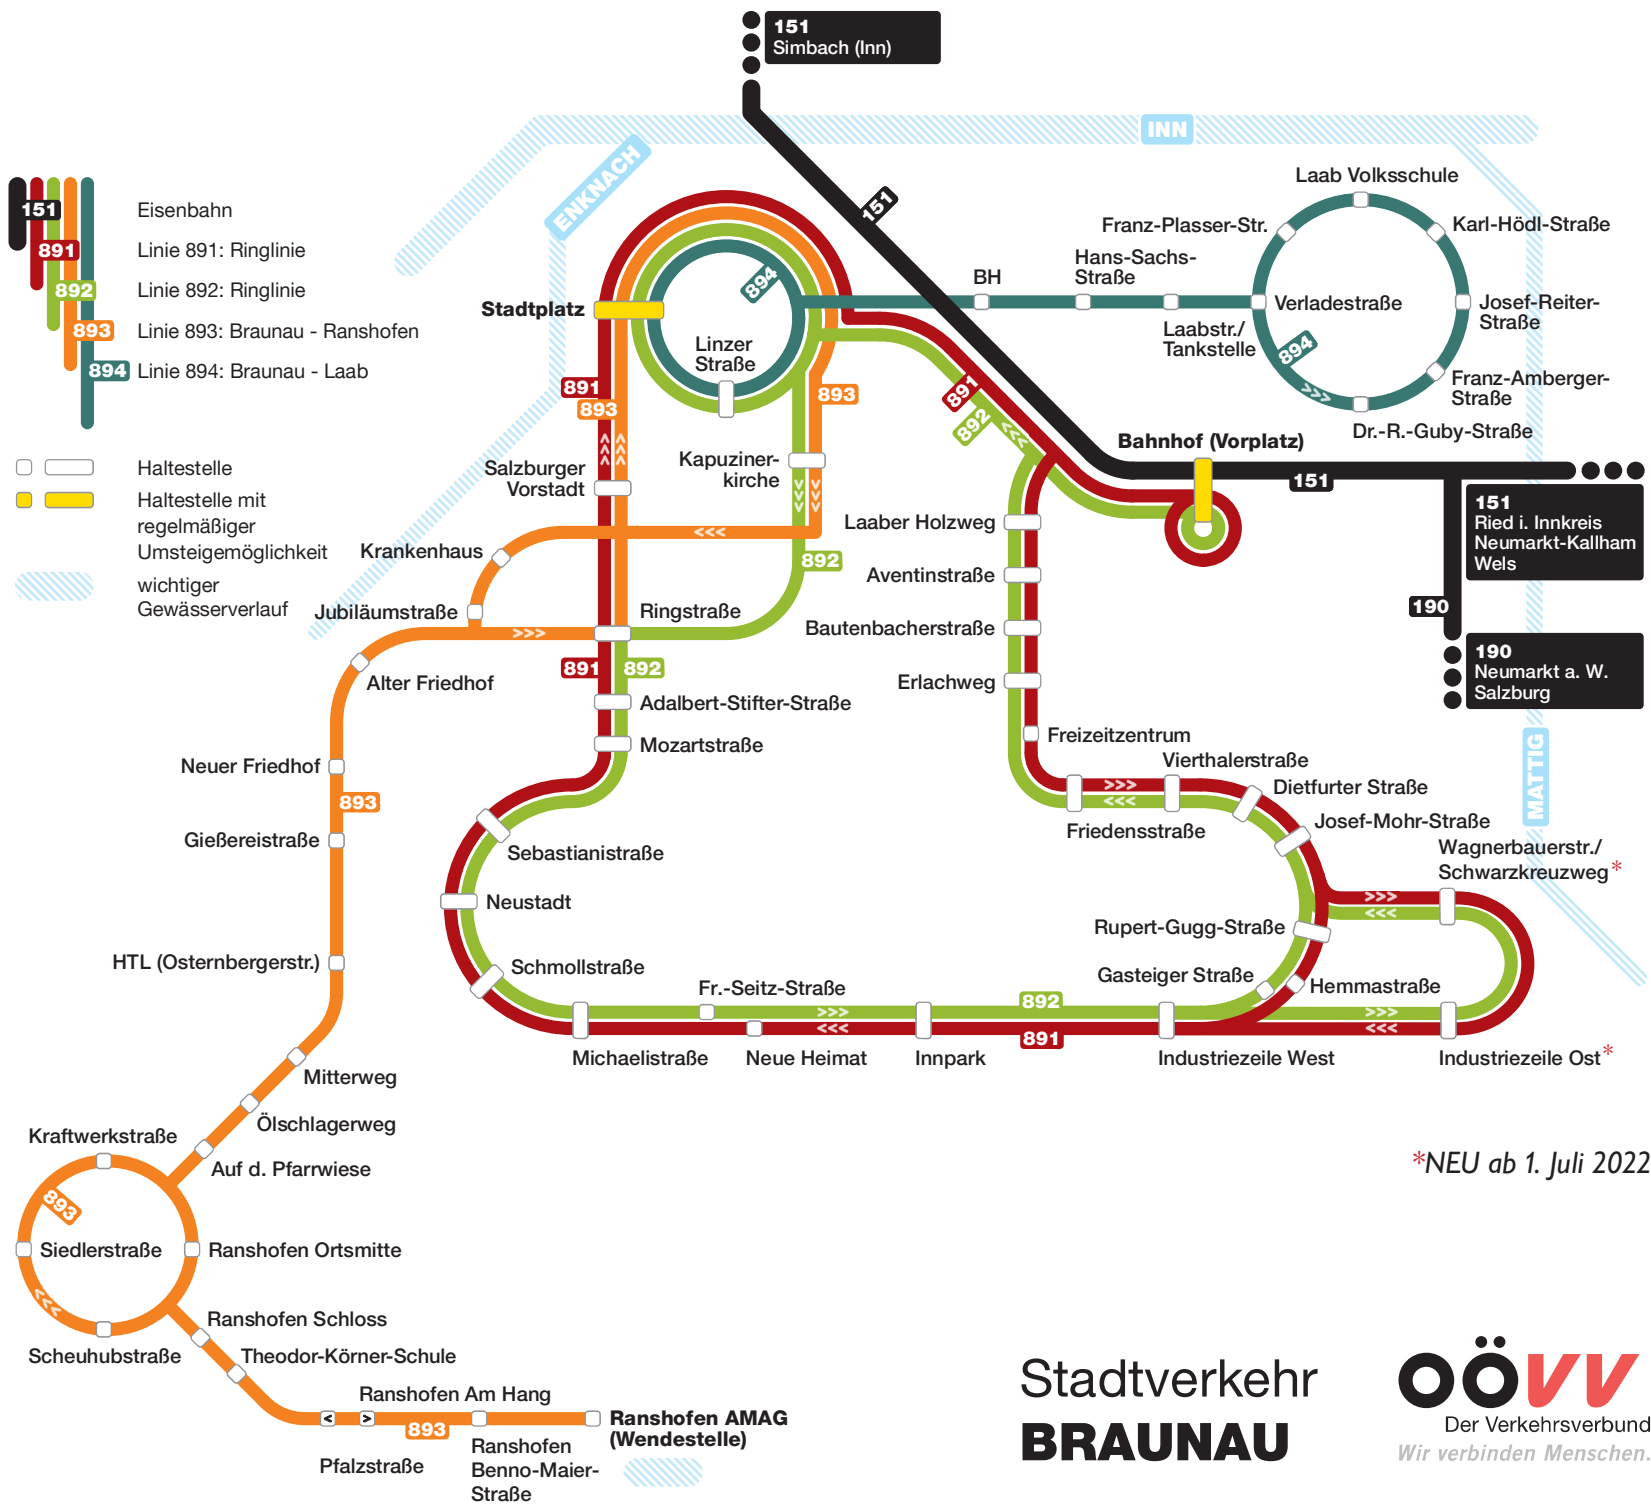 151
Simbach (Inn)
INN
ENKNACH
151
Laab Volksschule
Franz-Plasser-Str.
Karl-Hödl-Straße
Hans-Sachs-
Straße
BH
Verladestraße
Josef-Reiter-
Straße
Laabstr./
Tankstelle
894
Franz-Amberger-
Straße
>>>
Dr.-R.-Guby-Straße
151
Eisenbahn
891
Linie 891: Ringlinie
892
Linie 892: Ringlinie
893
Linie 893: Braunau - Ranshofen
894
Linie 894: Braunau - Laab
Haltestelle
Haltestelle mit
regelmäßiger
Umsteigemöglichkeit
wichtiger
Gewässerverlauf
Stadtplatz
894
Linzer
Straße
891
893
893
<<<
<<<
891
892
<<<
Bahnhof (Vorplatz)
151
151
Ried i. Innkreis
Neumarkt-Kallham
Wels
190
190
Neumarkt a. W.
Salzburg
MATTIG
Salzburger
Vorstadt
Kapuziner-
kirche
<<<
<<<
<<<
Krankenhaus
892
Jubiläumstraße
>>>
Ringstraße
891
892
Alter Friedhof
Adalbert-Stifter-Straße
Mozartstraße
Neuer Friedhof
893
Gießereistraße
Sebastianistraße
Neustadt
HTL (Osternbergerstr.)
Schmollstraße
Laaber Holzweg
Aventinstraße
Bautenbacherstraße
Erlachweg
Freizeitzentrum
Vierthalerstraße
>>>
<<<
Dietfurter Straße
Friedensstraße
Josef-Mohr-Straße
Wagnerbauerstr./
Schwarzkreuzweg*
>>>
<<<
Rupert-Gugg-Straße
Gasteiger Straße
Hemmastraße
Fr.-Seitz-Straße
892
>>>
<<<
891
>>>
<<<
Michaelistraße
Neue Heimat
Innpark
Industriezeile West
Industriezeile Ost*
Mitterweg
Ölschlagerweg
Kraftwerkstraße
Auf d. Pfarrwiese
893
Siedlerstraße
Ranshofen Ortsmitte
<<<
Ranshofen Schloss
Scheuhubstraße
Theodor-Körner-Schule
Ranshofen Am Hang
<
>
893
Ranshofen AMAG
(Wendestelle)
Pfalzstraße
Ranshofen
Benno-Maier-
Straße
*NEU ab 1. Juli 2022
Stadtverkehr
BRAUNAU
OÖVV
Der Verkehrsverbund
Wir verbinden Menschen.